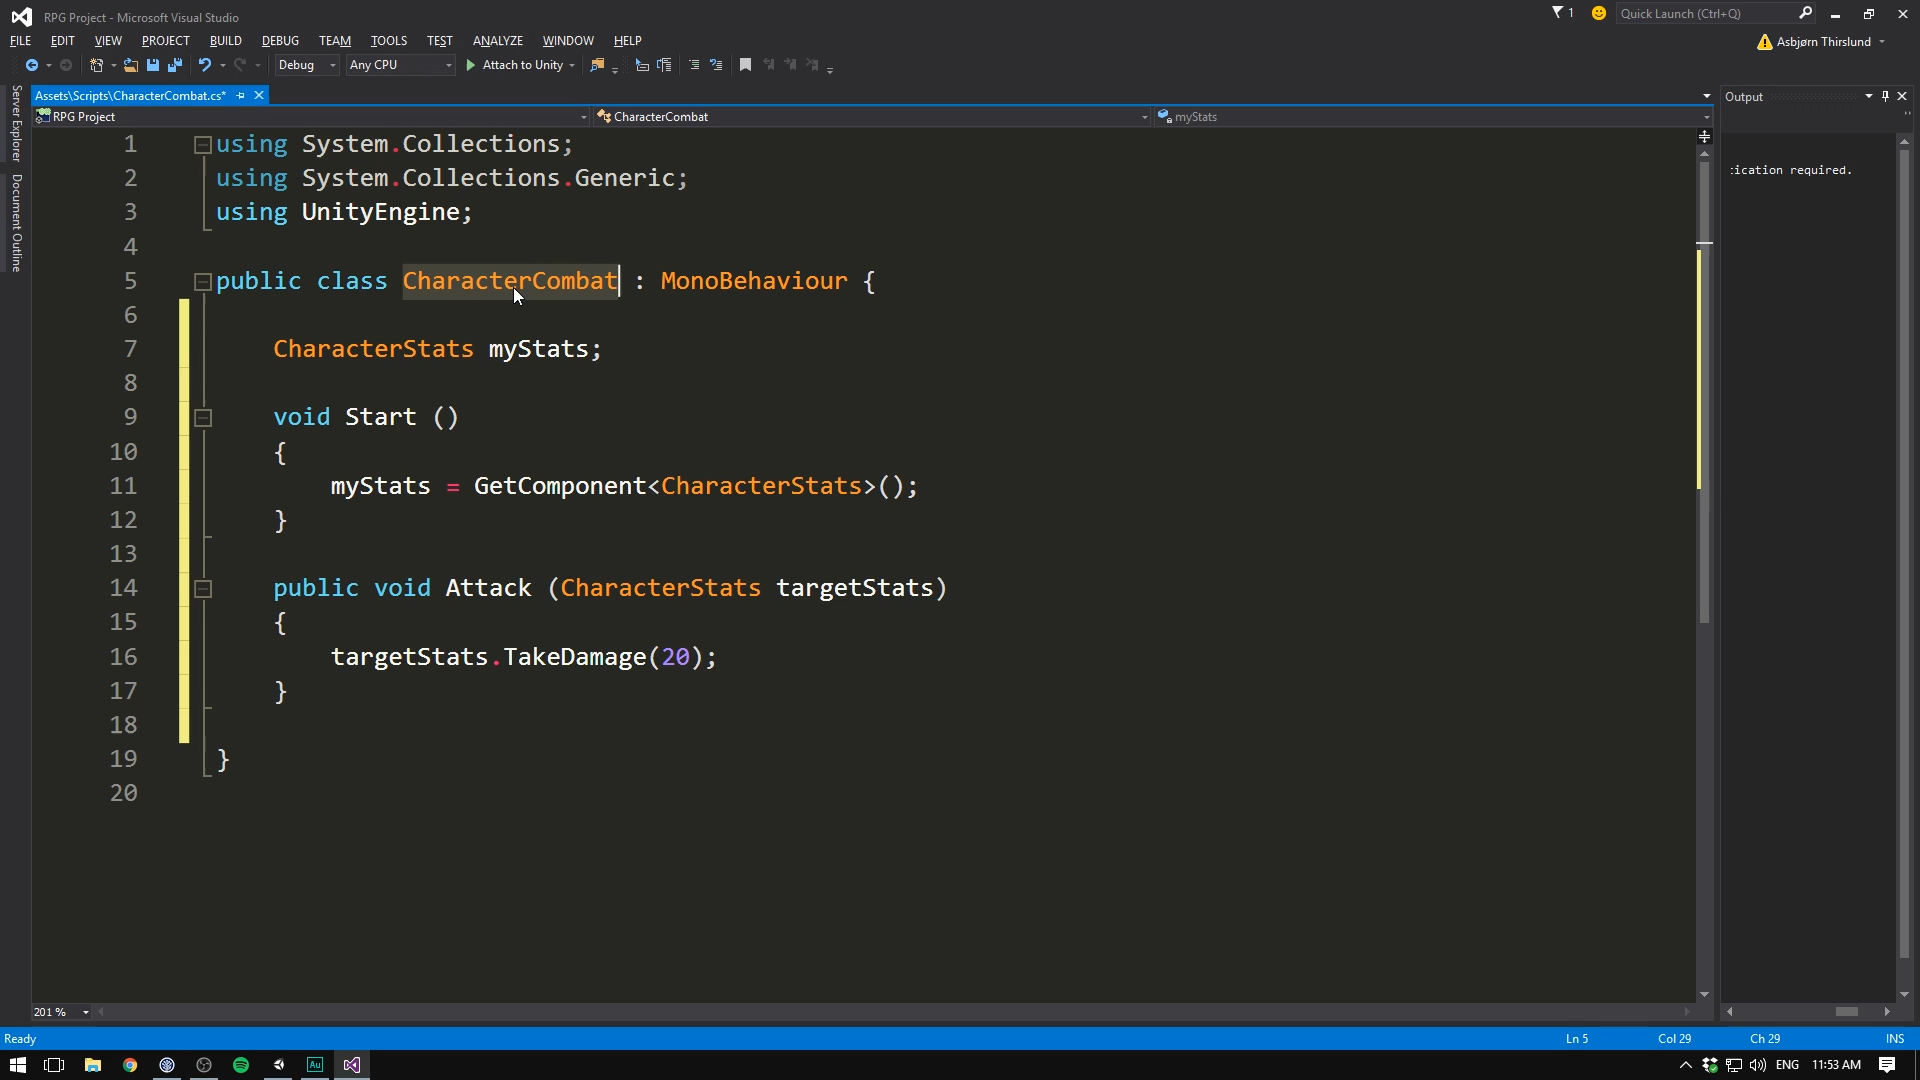 RPG Project - Microsoft Visual Studio
1
Quick Launch (Ctrl+Q)
FILE EDIT VIEW PROJECT BUILD DEBUG TEAM TOOLS TEST ANALYZE WINDOW HELP
Asbjørn Thirslund
Debug Any CPU Attach to Unity
Server Explorer
Document Outline
Assets\Scripts\CharacterCombat.cs*
Output
RPG Project CharacterCombat myStats
1 using System.Collections;
2 using System.Collections.Generic;
3 using UnityEngine;
4
5 public class CharacterCombat : MonoBehaviour {
6
7 CharacterStats myStats;
8
9 void Start ()
10 {
11 myStats = GetComponent<CharacterStats>();
12 }
13
14 public void Attack (CharacterStats targetStats)
15 {
16 targetStats.TakeDamage(20);
17 }
18
19 }
20
:ication required.
201 %
Ready
Ln 5 Col 29 Ch 29 INS
Au
ENG 11:53 AM